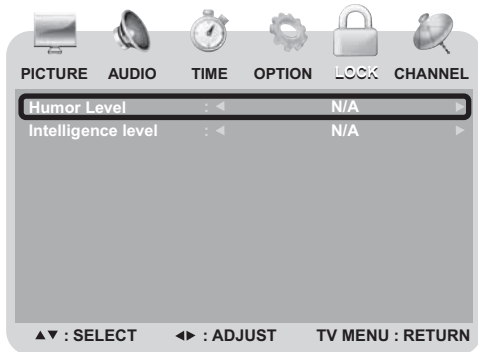 PICTURE AUDIO TIME OPTION LOCK CHANNEL
Humor Level : ◀ N/A ▶
Intelligence level : ◀ N/A ▶
▲▼ : SELECT ◀▶ : ADJUST TV MENU : RETURN